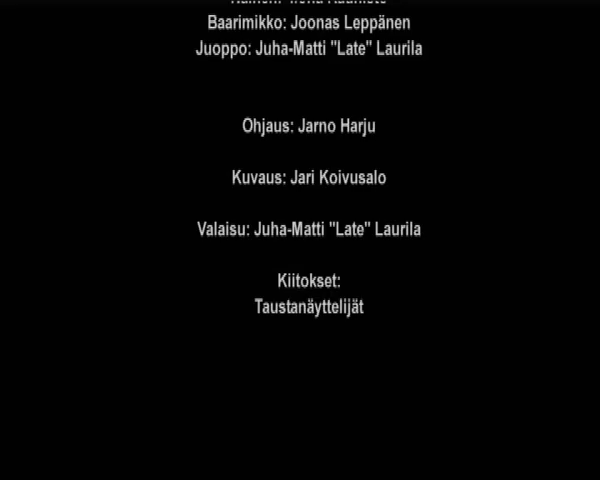 Baarimikko: Joonas Leppänen
Juoppo: Juha-Matti "Late" Laurila
Ohjaus: Jarno Harju
Kuvaus: Jari Koivusalo
Valaisu: Juha-Matti "Late" Laurila
Kiitokset:
Taustanäyttelijät